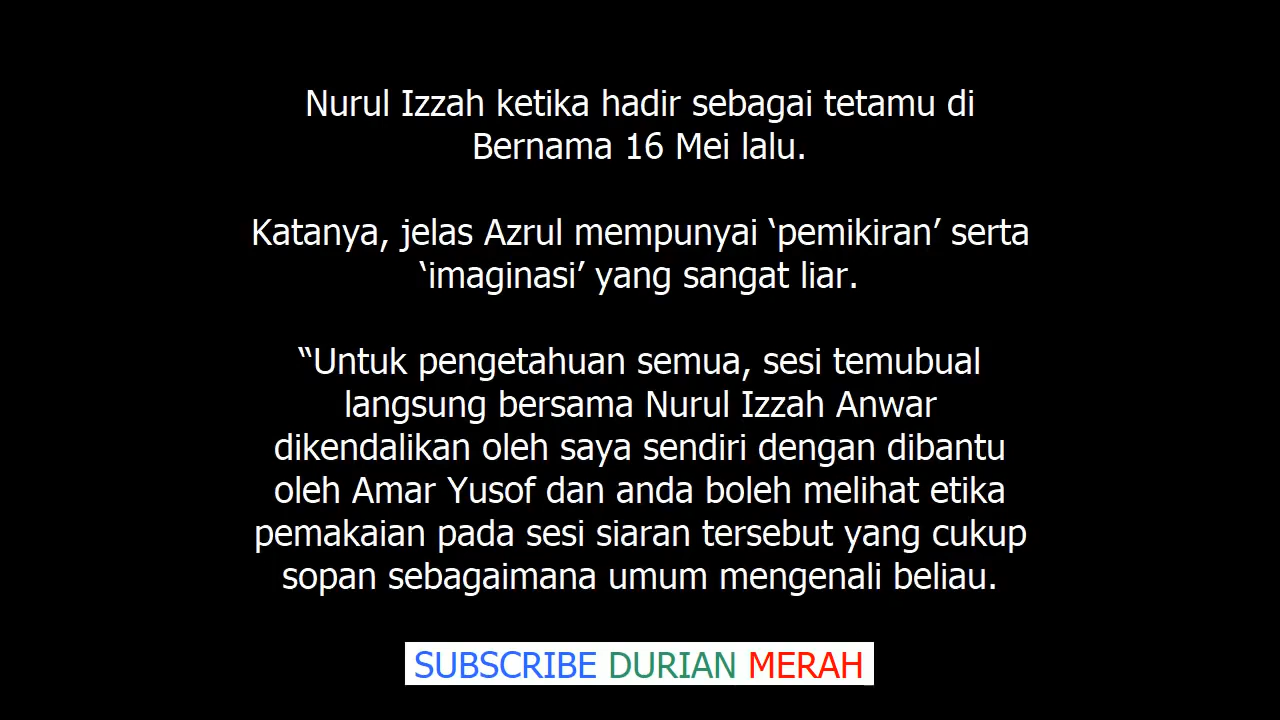 Nurul Izzah ketika hadir sebagai tetamu di
Bernama 16 Mei lalu.
Katanya, jelas Azrul mempunyai ‘pemikiran’ serta
‘imaginasi’ yang sangat liar.
“Untuk pengetahuan semua, sesi temubual
langsung bersama Nurul Izzah Anwar
dikendalikan oleh saya sendiri dengan dibantu
oleh Amar Yusof dan anda boleh melihat etika
pemakaian pada sesi siaran tersebut yang cukup
sopan sebagaimana umum mengenali beliau.
SUBSCRIBE DURIAN MERAH